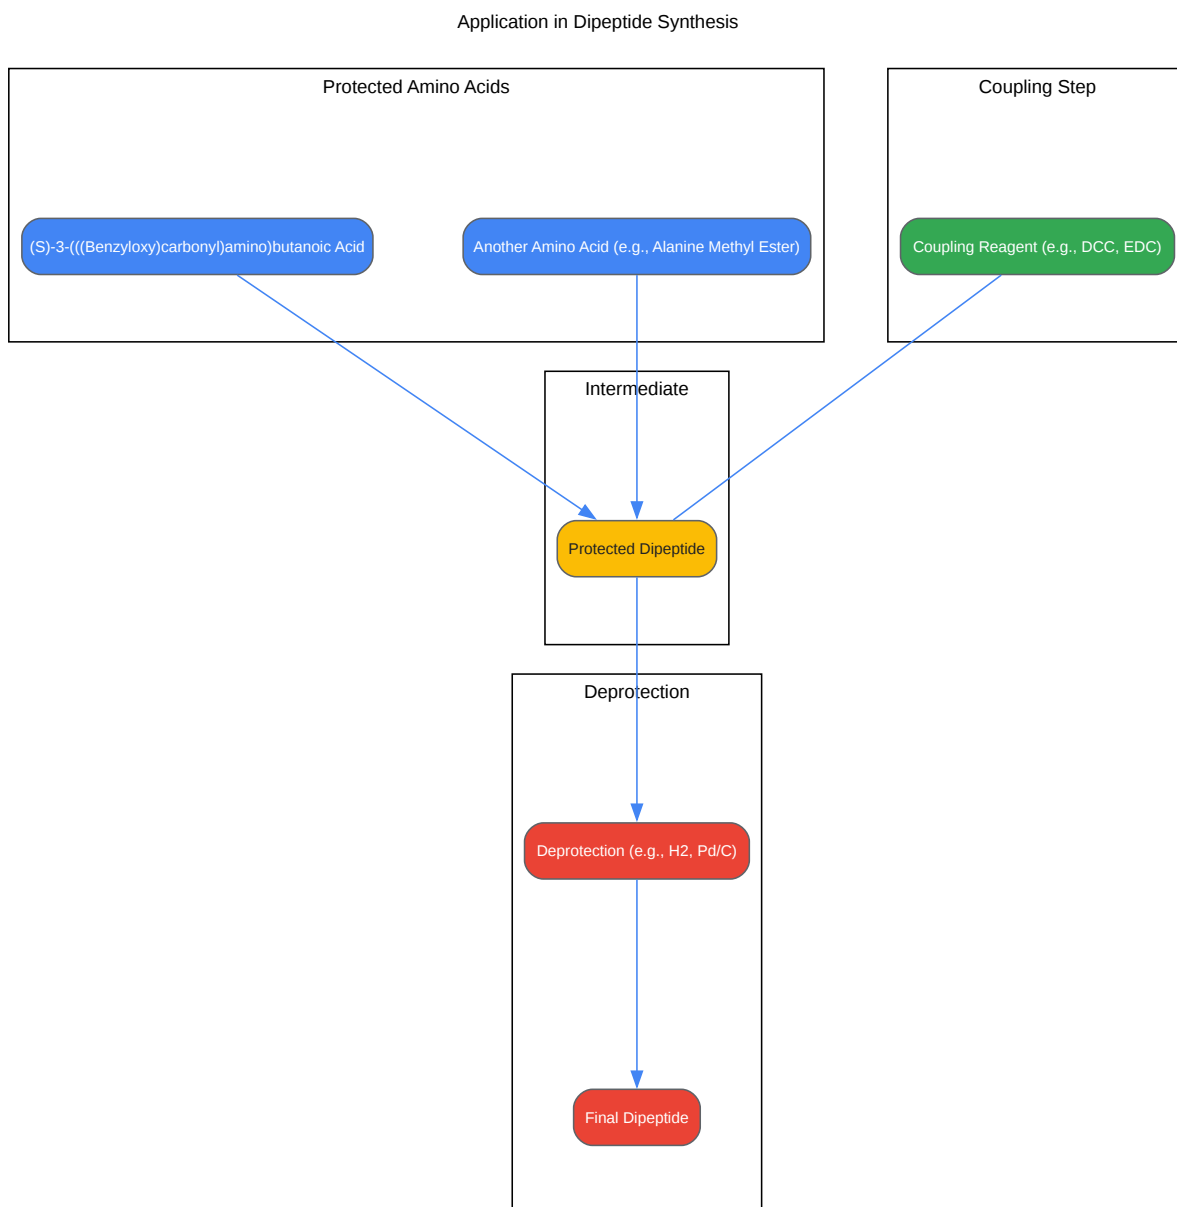 Application in Dipeptide Synthesis
Protected Amino Acids
Coupling Step
(S)-3-(((Benzyloxy)carbonyl)amino)butanoic Acid
Another Amino Acid (e.g., Alanine Methyl Ester)
Coupling Reagent (e.g., DCC, EDC)
Intermediate
Protected Dipeptide
Deprotection
Deprotection (e.g., H2, Pd/C)
Final Dipeptide